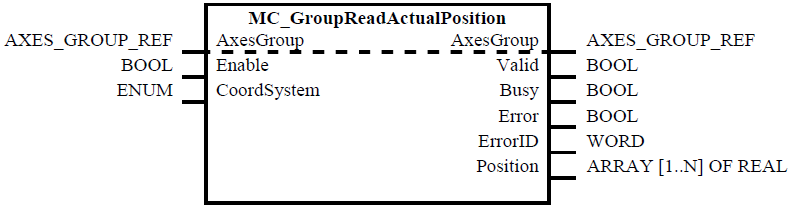 MC_GroupReadActualPosition
AXES_GROUP_REF AxesGroup AxesGroup AXES_GROUP_REF
BOOL Enable Valid BOOL
ENUM CoordSystem Busy BOOL
Error BOOL
ErrorID WORD
Position ARRAY [1..N] OF REAL